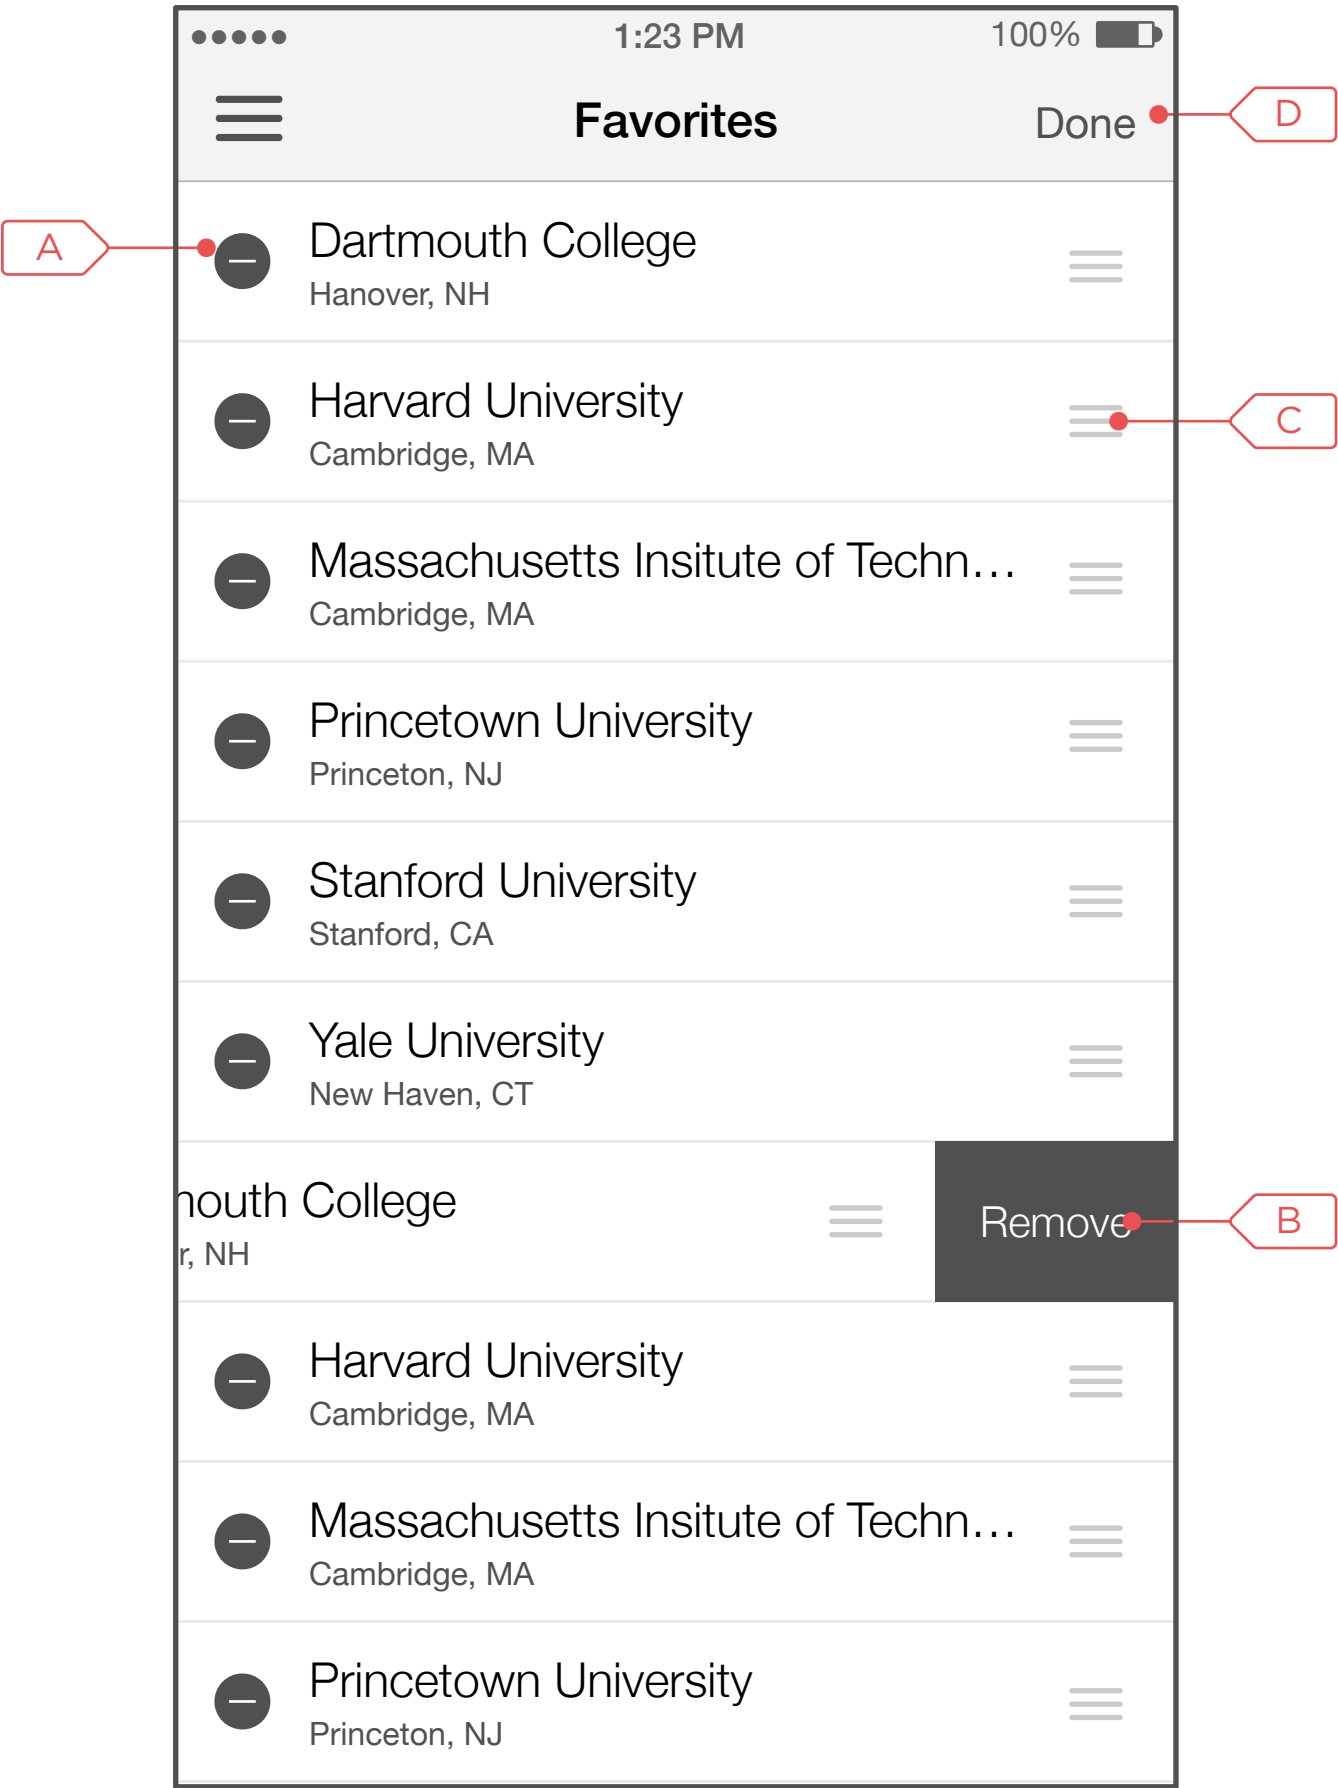 1:23 PM 100%
Favorites Done
D
A
Dartmouth College
Hanover, NH
Harvard University
C
Cambridge, MA
Massachusetts Insitute of Techn...
Cambridge, MA
Princetown University
Princeton, NJ
Stanford University
Stanford, CA
Yale University
New Haven, CT
nouth College
r, NH
Remove
B
Harvard University
Cambridge, MA
Massachusetts Insitute of Techn...
Cambridge, MA
Princetown University
Princeton, NJ